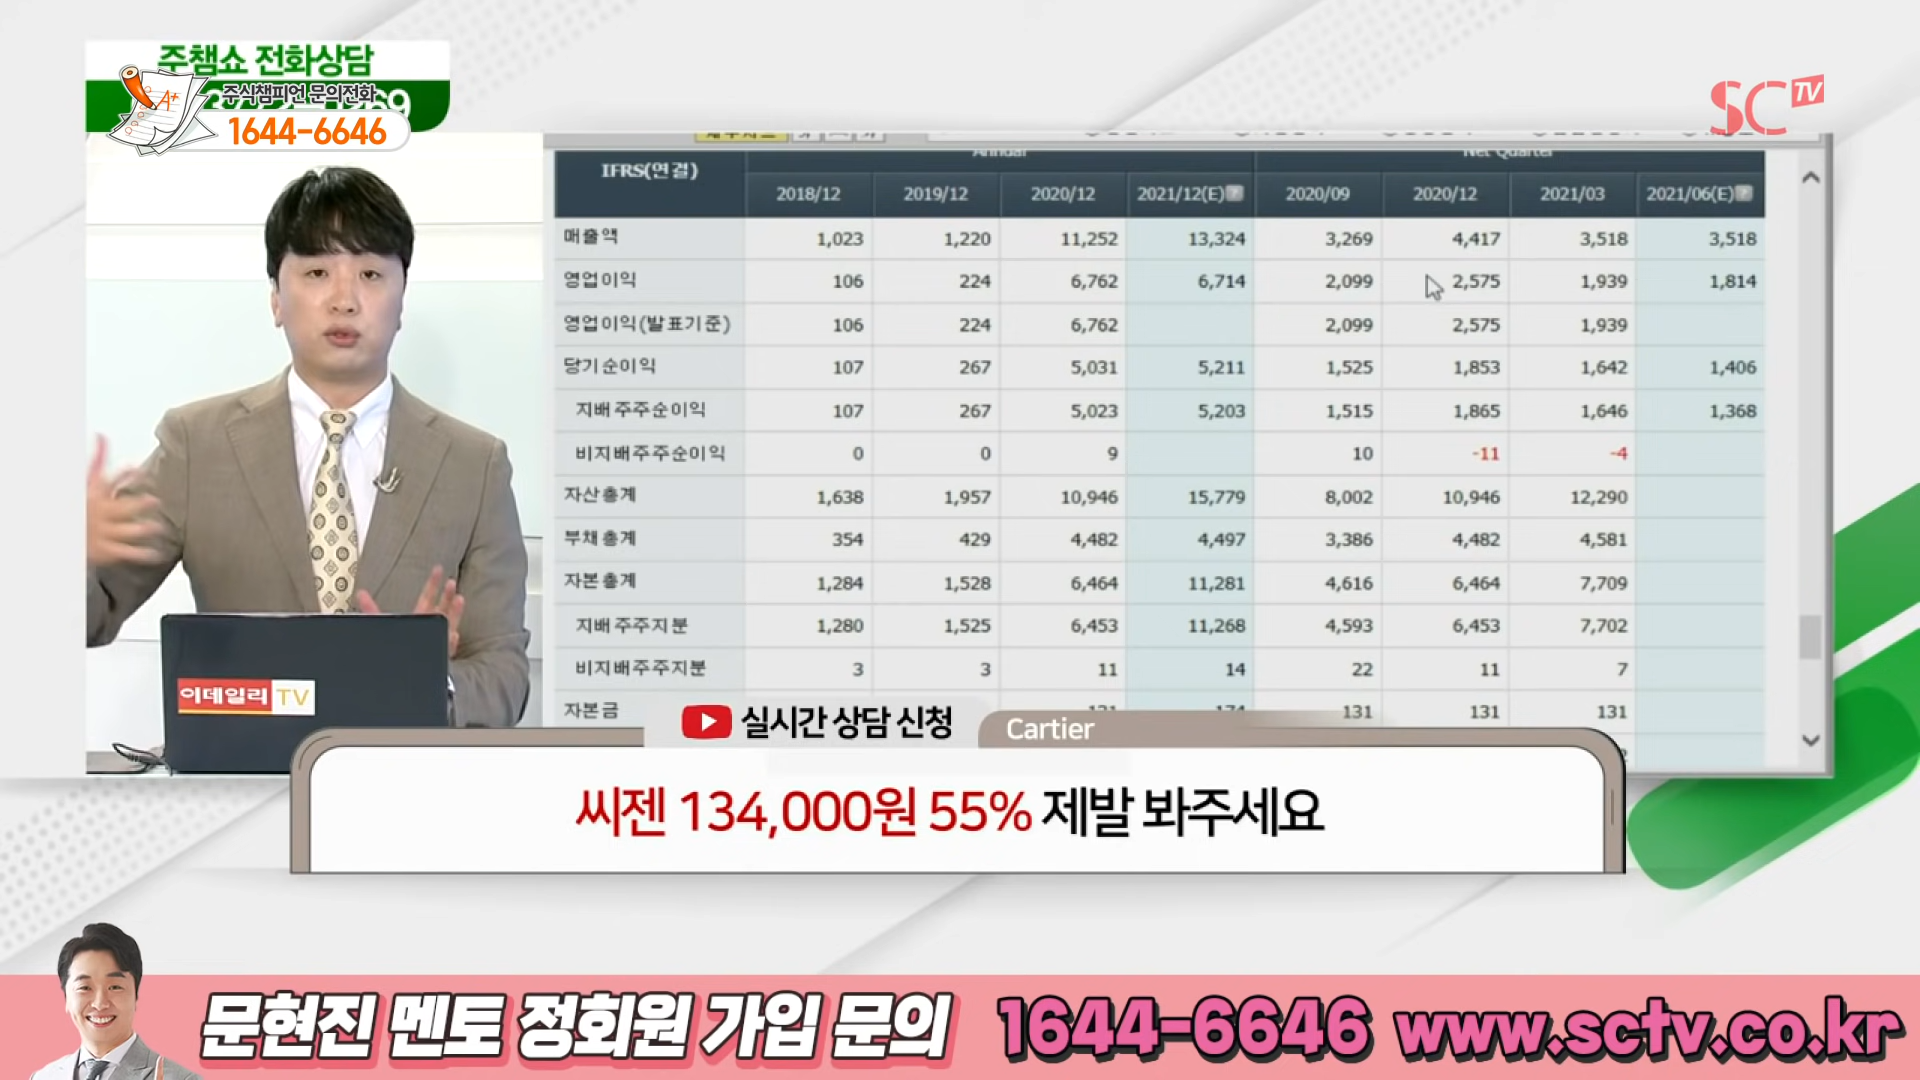 주챔쇼 전화상담
주식챔피언 문의전화
1644-6646
SC TV
IFRS(연결) Annual Net Quarter
2018/12 2019/12 2020/12 2021/12(E) 2020/09 2020/12 2021/03 2021/06(E)
매출액 1,023 1,220 11,252 13,324 3,269 4,417 3,518 3,518
영업이익 106 224 6,762 6,714 2,099 2,575 1,939 1,814
영업이익(발표기준) 106 224 6,762 2,099 2,575 1,939
당기순이익 107 267 5,031 5,211 1,525 1,853 1,642 1,406
지배주주순이익 107 267 5,023 5,203 1,515 1,865 1,646 1,368
비지배주주순이익 0 0 9 10 -11 -4
자산총계 1,638 1,957 10,946 15,779 8,002 10,946 12,290
부채총계 354 429 4,482 4,497 3,386 4,482 4,581
자본총계 1,284 1,528 6,464 11,281 4,616 6,464 7,709
지배주주지분 1,280 1,525 6,453 11,268 4,593 6,453 7,702
비지배주주지분 3 3 11 14 22 11 7
자본금 131 131 131
이데일리 TV
실시간 상담 신청 Cartier
씨젠 134,000원 55% 제발 봐주세요
문현진 멘토 정회원 가입 문의 1644-6646 www.sctv.co.kr